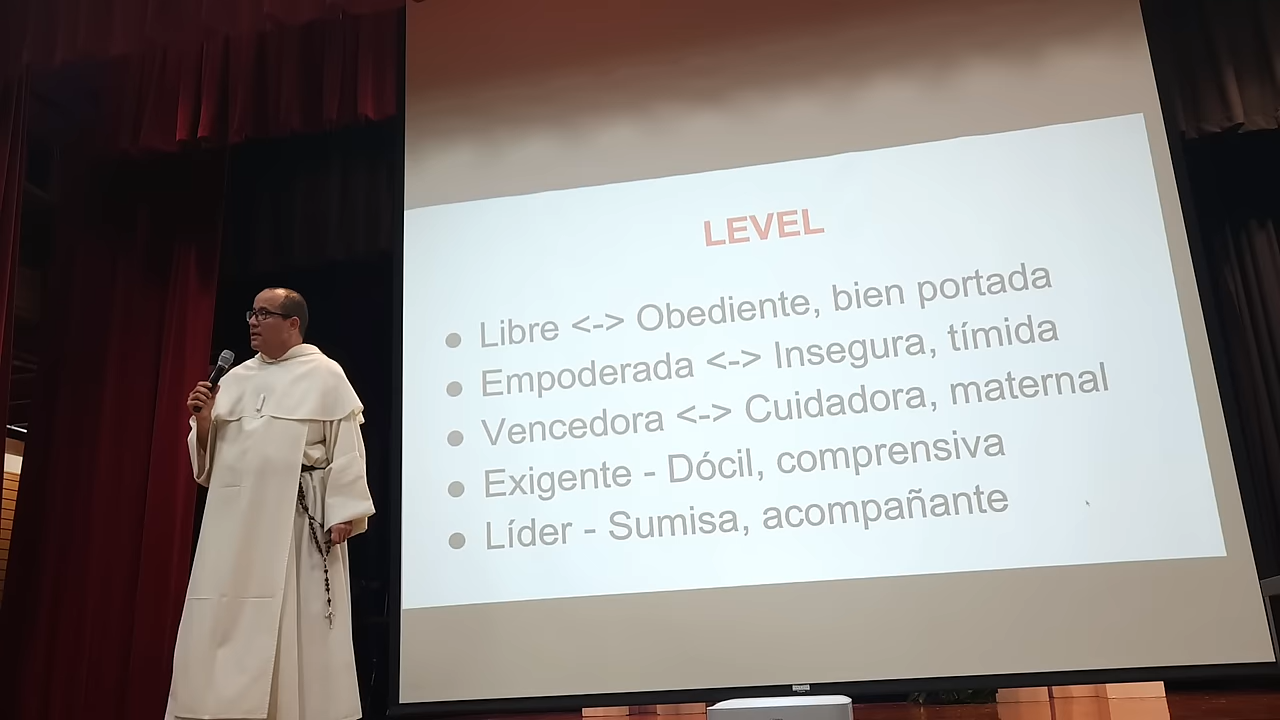 LEVEL
● Libre <-> Obediente, bien portada
● Empoderada <-> Insegura, tímida
● Vencedora <-> Cuidadora, maternal
● Exigente - Dócil, comprensiva
● Líder - Sumisa, acompañante